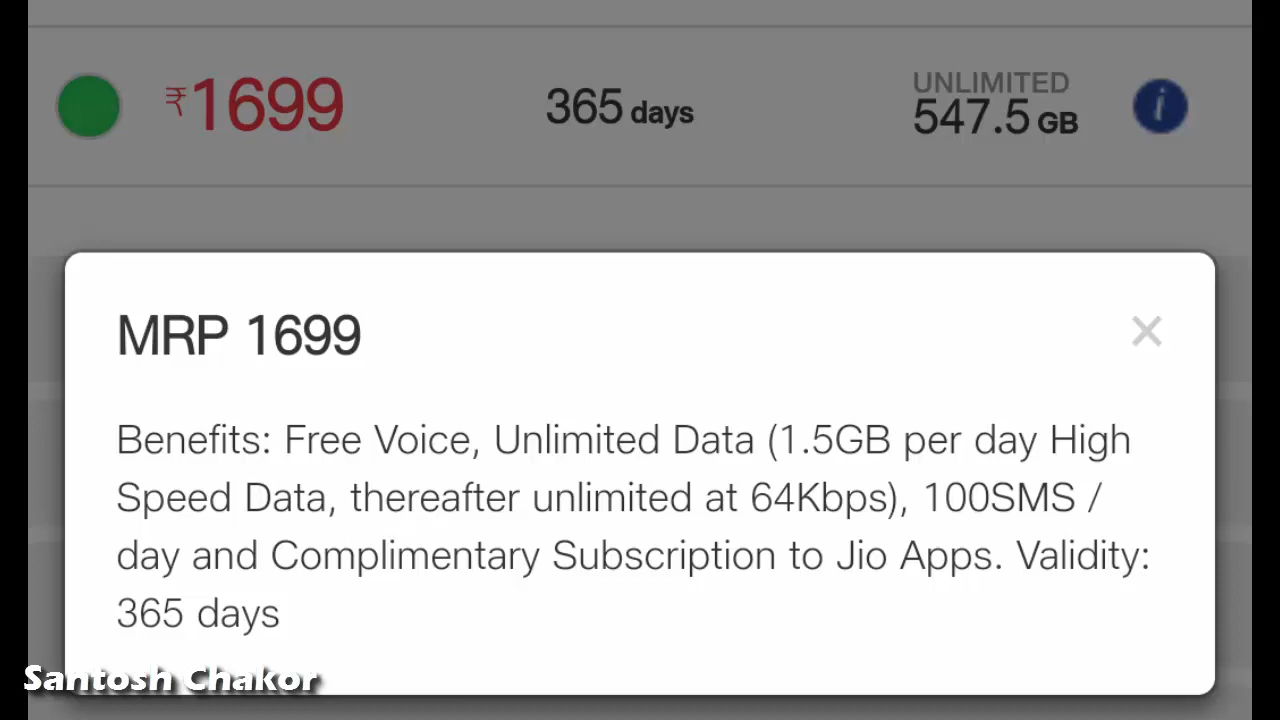 ₹1699 365 days UNLIMITED 547.5 GB i
MRP 1699 ×
Benefits: Free Voice, Unlimited Data (1.5GB per day High
Speed Data, thereafter unlimited at 64Kbps), 100SMS /
day and Complimentary Subscription to Jio Apps. Validity:
365 days
Santosh Chakor